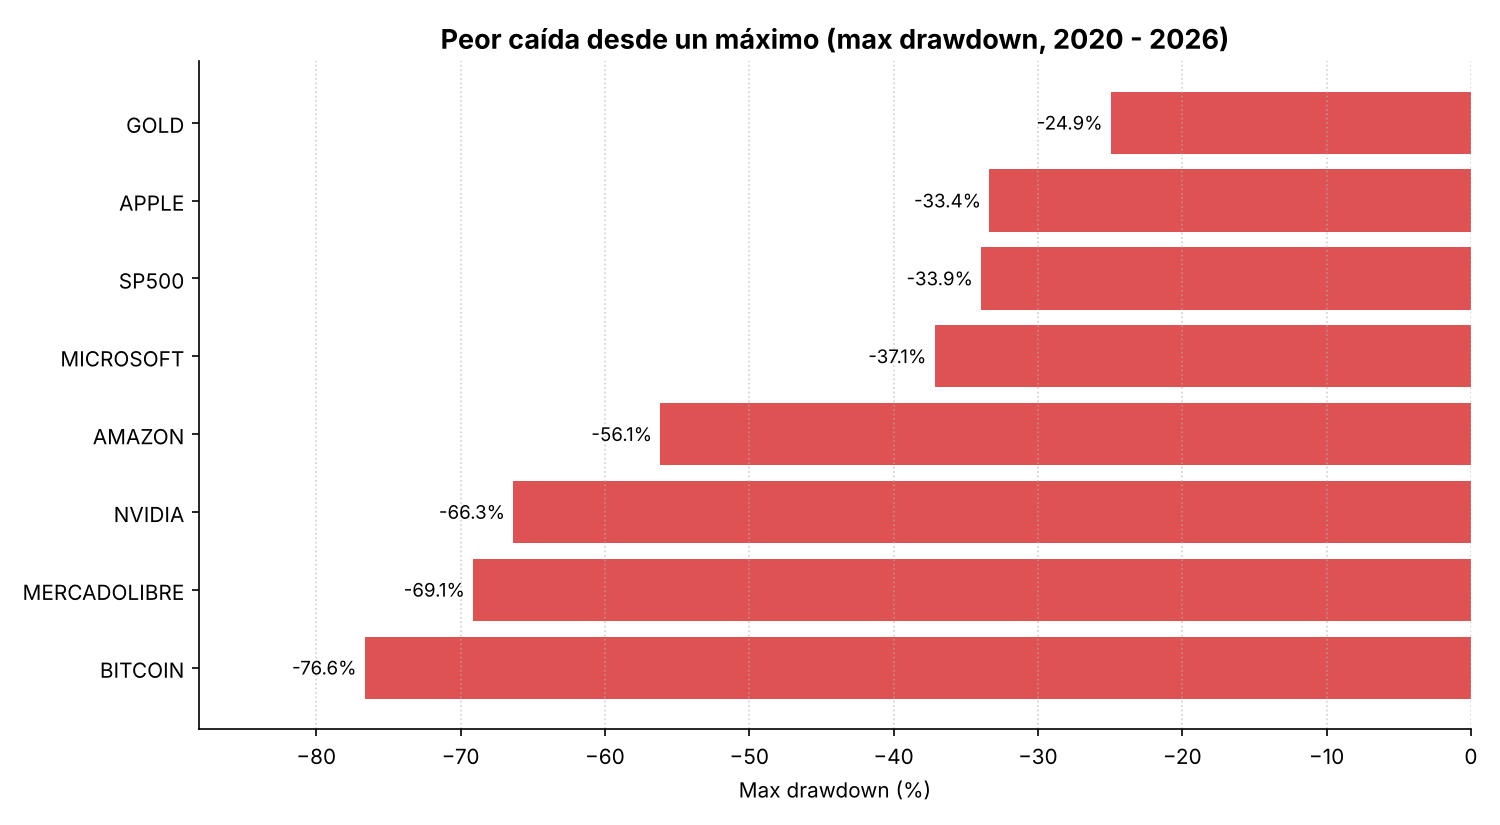 Peor caída desde un máximo (max drawdown, 2020 - 2026)
GOLD
-24.9%
APPLE
-33.4%
SP500
-33.9%
MICROSOFT
-37.1%
AMAZON
-56.1%
NVIDIA
-66.3%
MERCADOLIBRE
-69.1%
BITCOIN
-76.6%
−80 −70 −60 −50 −40 −30 −20 −10 0
Max drawdown (%)